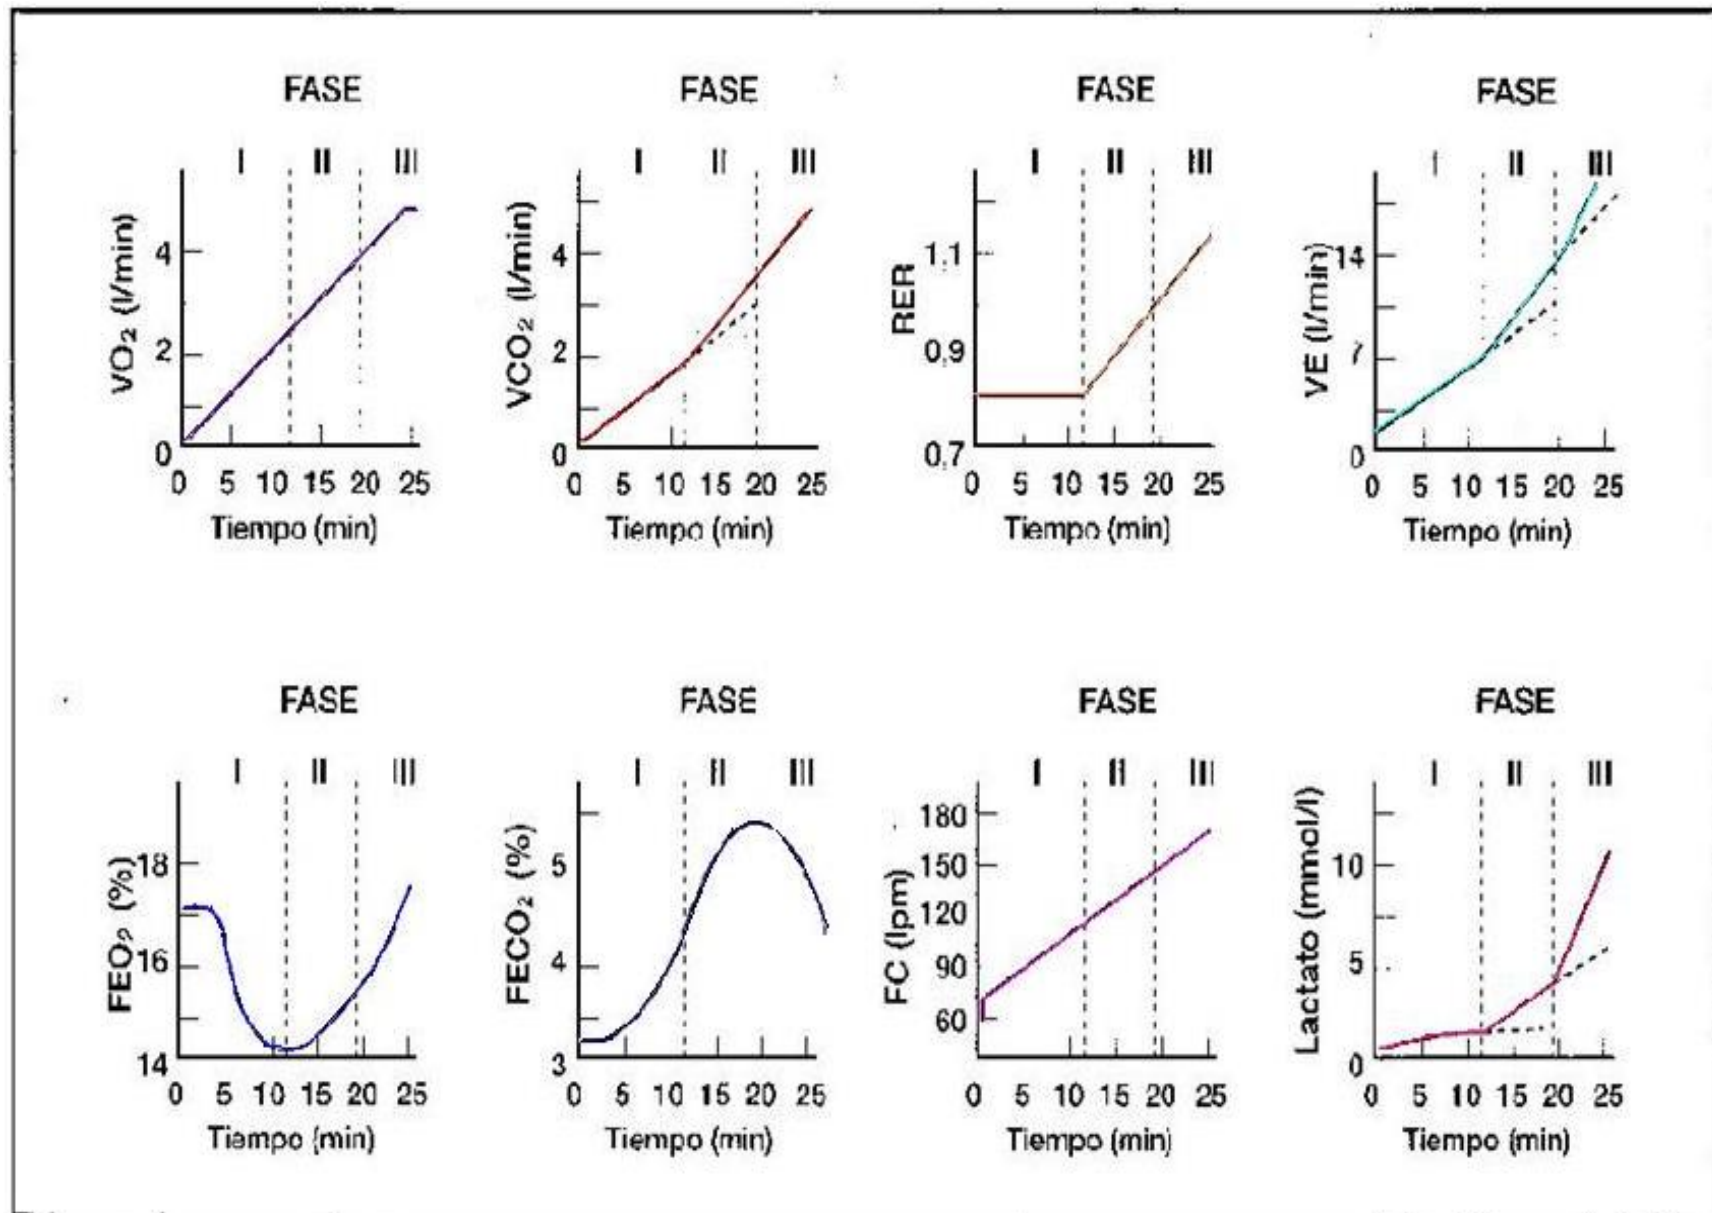 FASE
I II III
VO₂ (l/min)
4
2
0
0 5 10 15 20 25
Tiempo (min)
FASE
I II III
VCO₂ (l/min)
4
2
0
0 5 10 15 20 25
Tiempo (min)
FASE
I II III
RER
1,1
0,9
0,7
0 5 10 15 20 25
Tiempo (min)
FASE
I II III
VE (l/min)
14
7
0
0 5 10 15 20 25
Tiempo (min)
FASE
I II III
FEO₂ (%)
18
16
14
0 5 10 15 20 25
Tiempo (min)
FASE
I II III
FECO₂ (%)
5
4
3
0 5 10 15 20 25
Tiempo (min)
FASE
I II III
FC (lpm)
180
150
120
90
60
0 5 10 15 20 25
Tiempo (min)
FASE
I II III
Lactato (mmol/l)
10
5
0
0 5 10 15 20 25
Tiempo (min)